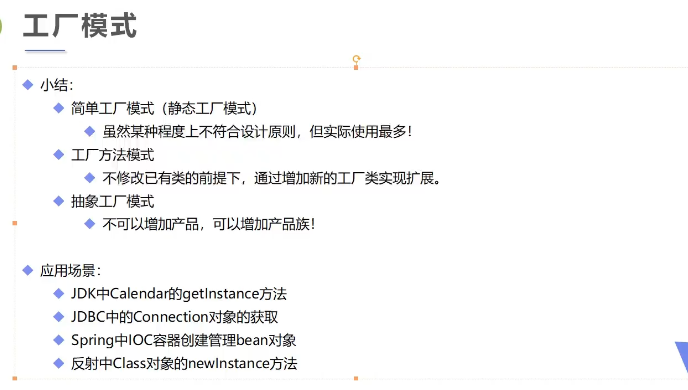 工厂模式
小结：
简单工厂模式（静态工厂模式）
虽然某种程度上不符合设计原则，但实际使用最多！
工厂方法模式
不修改已有类的前提下，通过增加新的工厂类实现扩展。
抽象工厂模式
不可以增加产品，可以增加产品族！
应用场景：
JDK中Calendar的getInstance方法
JDBC中的Connection对象的获取
Spring中IOC容器创建管理bean对象
反射中Class对象的newInstance方法